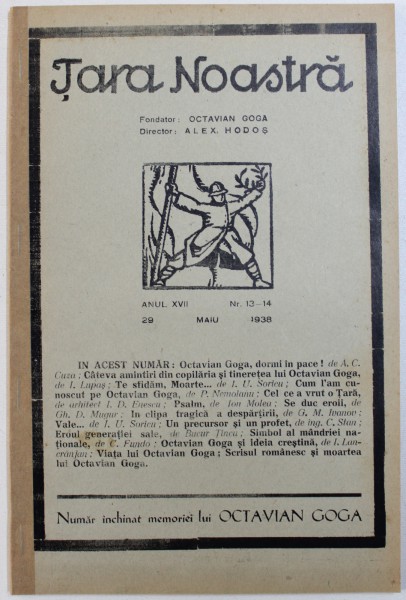 Țara Noastră
Fondator: OCTAVIAN GOGA
Director: ALEX. HODOȘ
ANUL XVII Nr. 13-14
29 MAIU 1938
IN ACEST NUMĂR: Octavian Goga, dormi în pace! de A. C.
Cuza; Câteva amintiri din copilăria și tinerețea lui Octavian Goga,
de I. Lupaș; Te sfidăm, Moarte... de I. U. Soricu; Cum l'am cu-
noscut pe Octavian Goga, de P. Nemoianu; Cel ce a vrut o Țară,
de arhitect I. D. Enescu; Psalm, de Ion Molea; Se duc eroii, de
Gh. D. Mugur; In clipa tragică a despărțirii, de G. M. Ivanov;
Vale... de I. U. Soricu; Un precursor și un profet, de ing. C. Stan;
Eroul generației sale, de Bucur Țincu; Simbol al mândriei na-
ționale, de C. Fundo; Octavian Goga și ideia creștină, de I. Lan-
crănjan; Viața lui Octavian Goga; Scrisul românesc și moartea
lui Octavian Goga.
Număr închinat memoriei lui OCTAVIAN GOGA